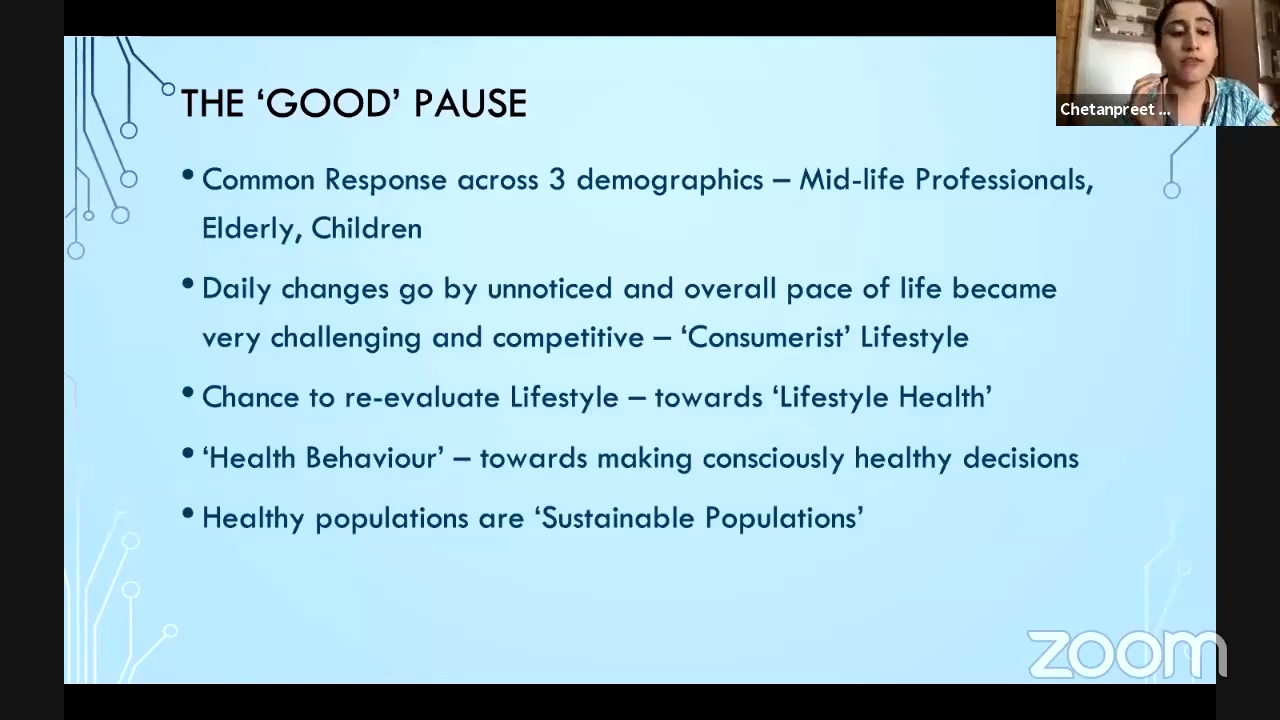 THE ‘GOOD’ PAUSE
Chetanpreet ...
• Common Response across 3 demographics – Mid-life Professionals,
Elderly, Children
• Daily changes go by unnoticed and overall pace of life became
very challenging and competitive – ‘Consumerist’ Lifestyle
• Chance to re-evaluate Lifestyle – towards ‘Lifestyle Health’
• ‘Health Behaviour’ – towards making consciously healthy decisions
• Healthy populations are ‘Sustainable Populations’
zoom